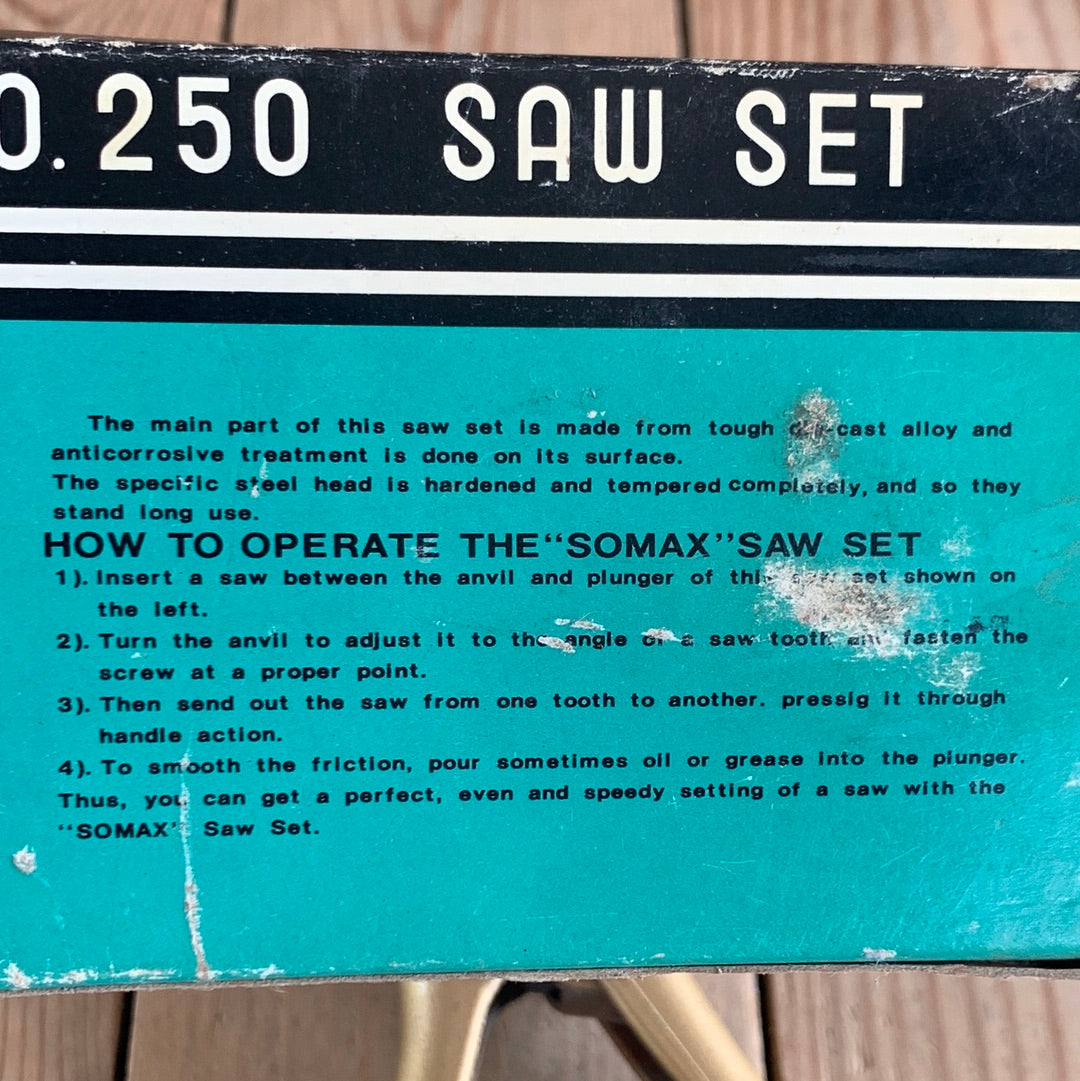 0. 250 SAW SET
The main part of this saw set is made from tough die-cast alloy and
anticorrosive treatment is done on its surface.
The specific steel head is hardened and tempered completely, and so they
stand long use.
HOW TO OPERATE THE“SOMAX”SAW SET
1). Insert a saw between the anvil and plunger of this saw set shown on
the left.
2). Turn the anvil to adjust it to the angle of a saw tooth and fasten the
screw at a proper point.
3). Then send out the saw from one tooth to another. pressig it through
handle action.
4). To smooth the friction, pour sometimes oil or grease into the plunger.
Thus, you can get a perfect, even and speedy setting of a saw with the
“SOMAX” Saw Set.